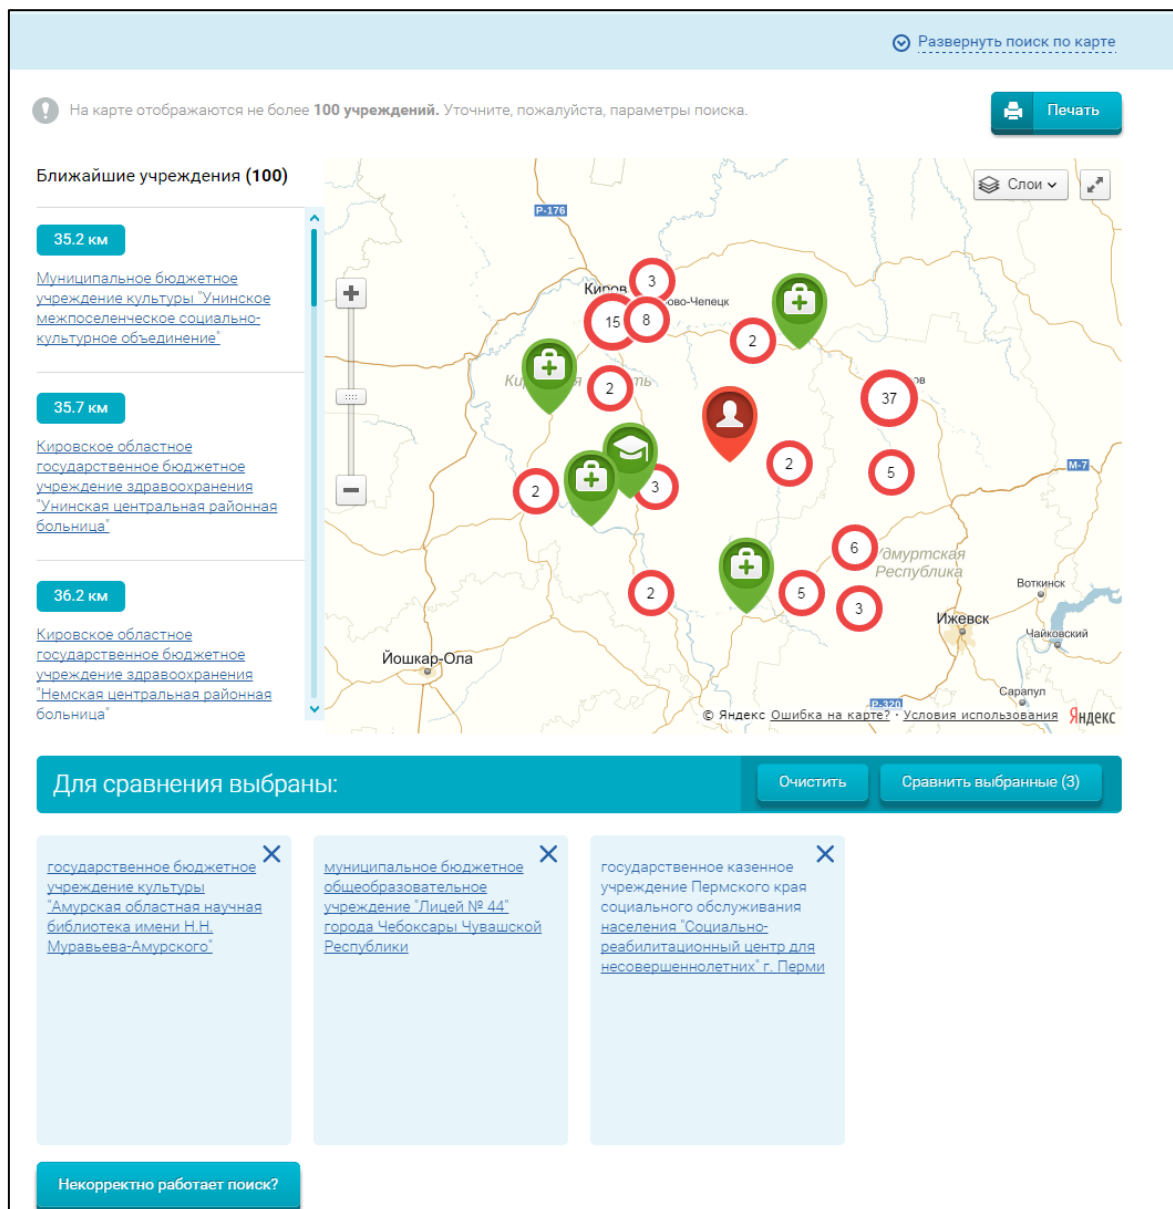 Развернуть поиск по карте
На карте отображаются не более 100 учреждений. Уточните, пожалуйста, параметры поиска.
Печать
Ближайшие учреждения (100)
35.2 км
Муниципальное бюджетное
учреждение культуры "Унинское
межпоселенческое социально-
культурное объединение"
35.7 км
Кировское областное
государственное бюджетное
учреждение здравоохранения
"Унинская центральная районная
больница"
36.2 км
Кировское областное
государственное бюджетное
учреждение здравоохранения
"Немская центральная районная
больница"
Слои
P-176
Киров
3
ово-Чепецк
15
8
2
2
37
M-7
2
5
2
3
6
Удмуртская
Республика
Воткинск
2
5
3
Ижевск
Чайковский
Йошкар-Ола
Сарапул
P-320
© Яндекс Ошибка на карте? · Условия использования Яндекс
Для сравнения выбраны:
Очистить
Сравнить выбранные (3)
государственное бюджетное
учреждение культуры
"Амурская областная научная
библиотека имени Н.Н.
Муравьева-Амурского"
муниципальное бюджетное
общеобразовательное
учреждение "Лицей № 44"
города Чебоксары Чувашской
Республики
государственное казенное
учреждение Пермского края
социального обслуживания
населения "Социально-
реабилитационный центр для
несовершеннолетних" г. Перми
Некорректно работает поиск?